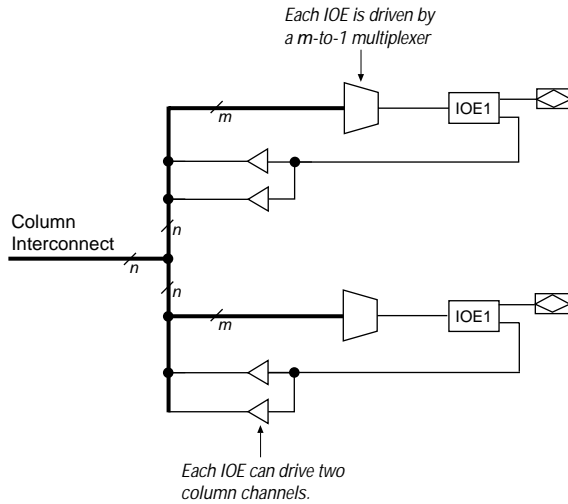 Each IOE is driven by
a m-to-1 multiplexer
m
IOE1
n
Column
Interconnect
n
n
m
IOE1
Each IOE can drive two
column channels.